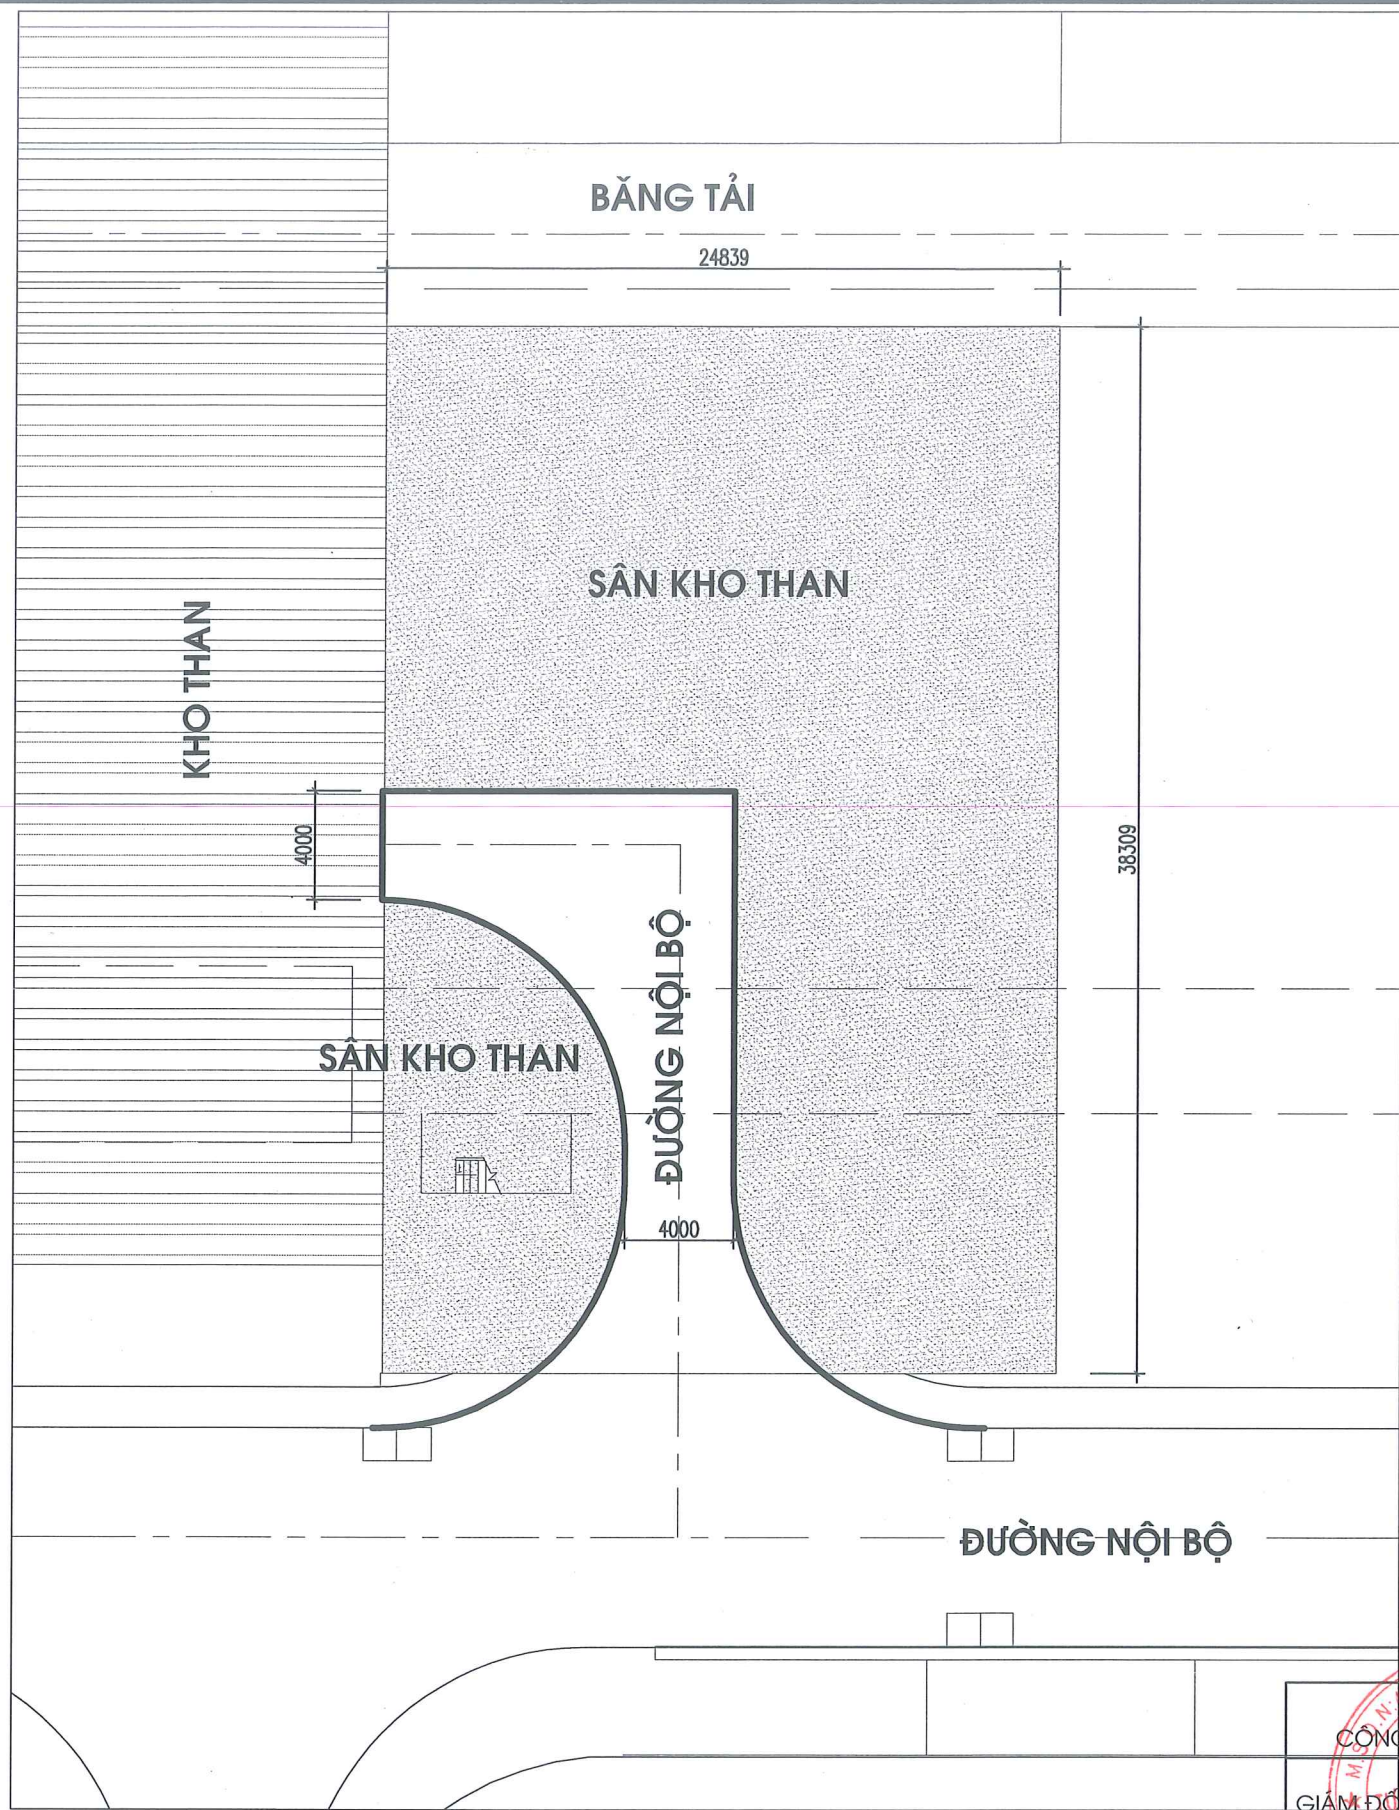 BĂNG TẢI
24839
SÂN KHO THAN
KHO THAN
4000
38309
ĐƯỜNG NỘI BỘ
SÂN KHO THAN
4000
ĐƯỜNG NỘI BỘ
M.S.D.N:
GIÁM ĐỐ